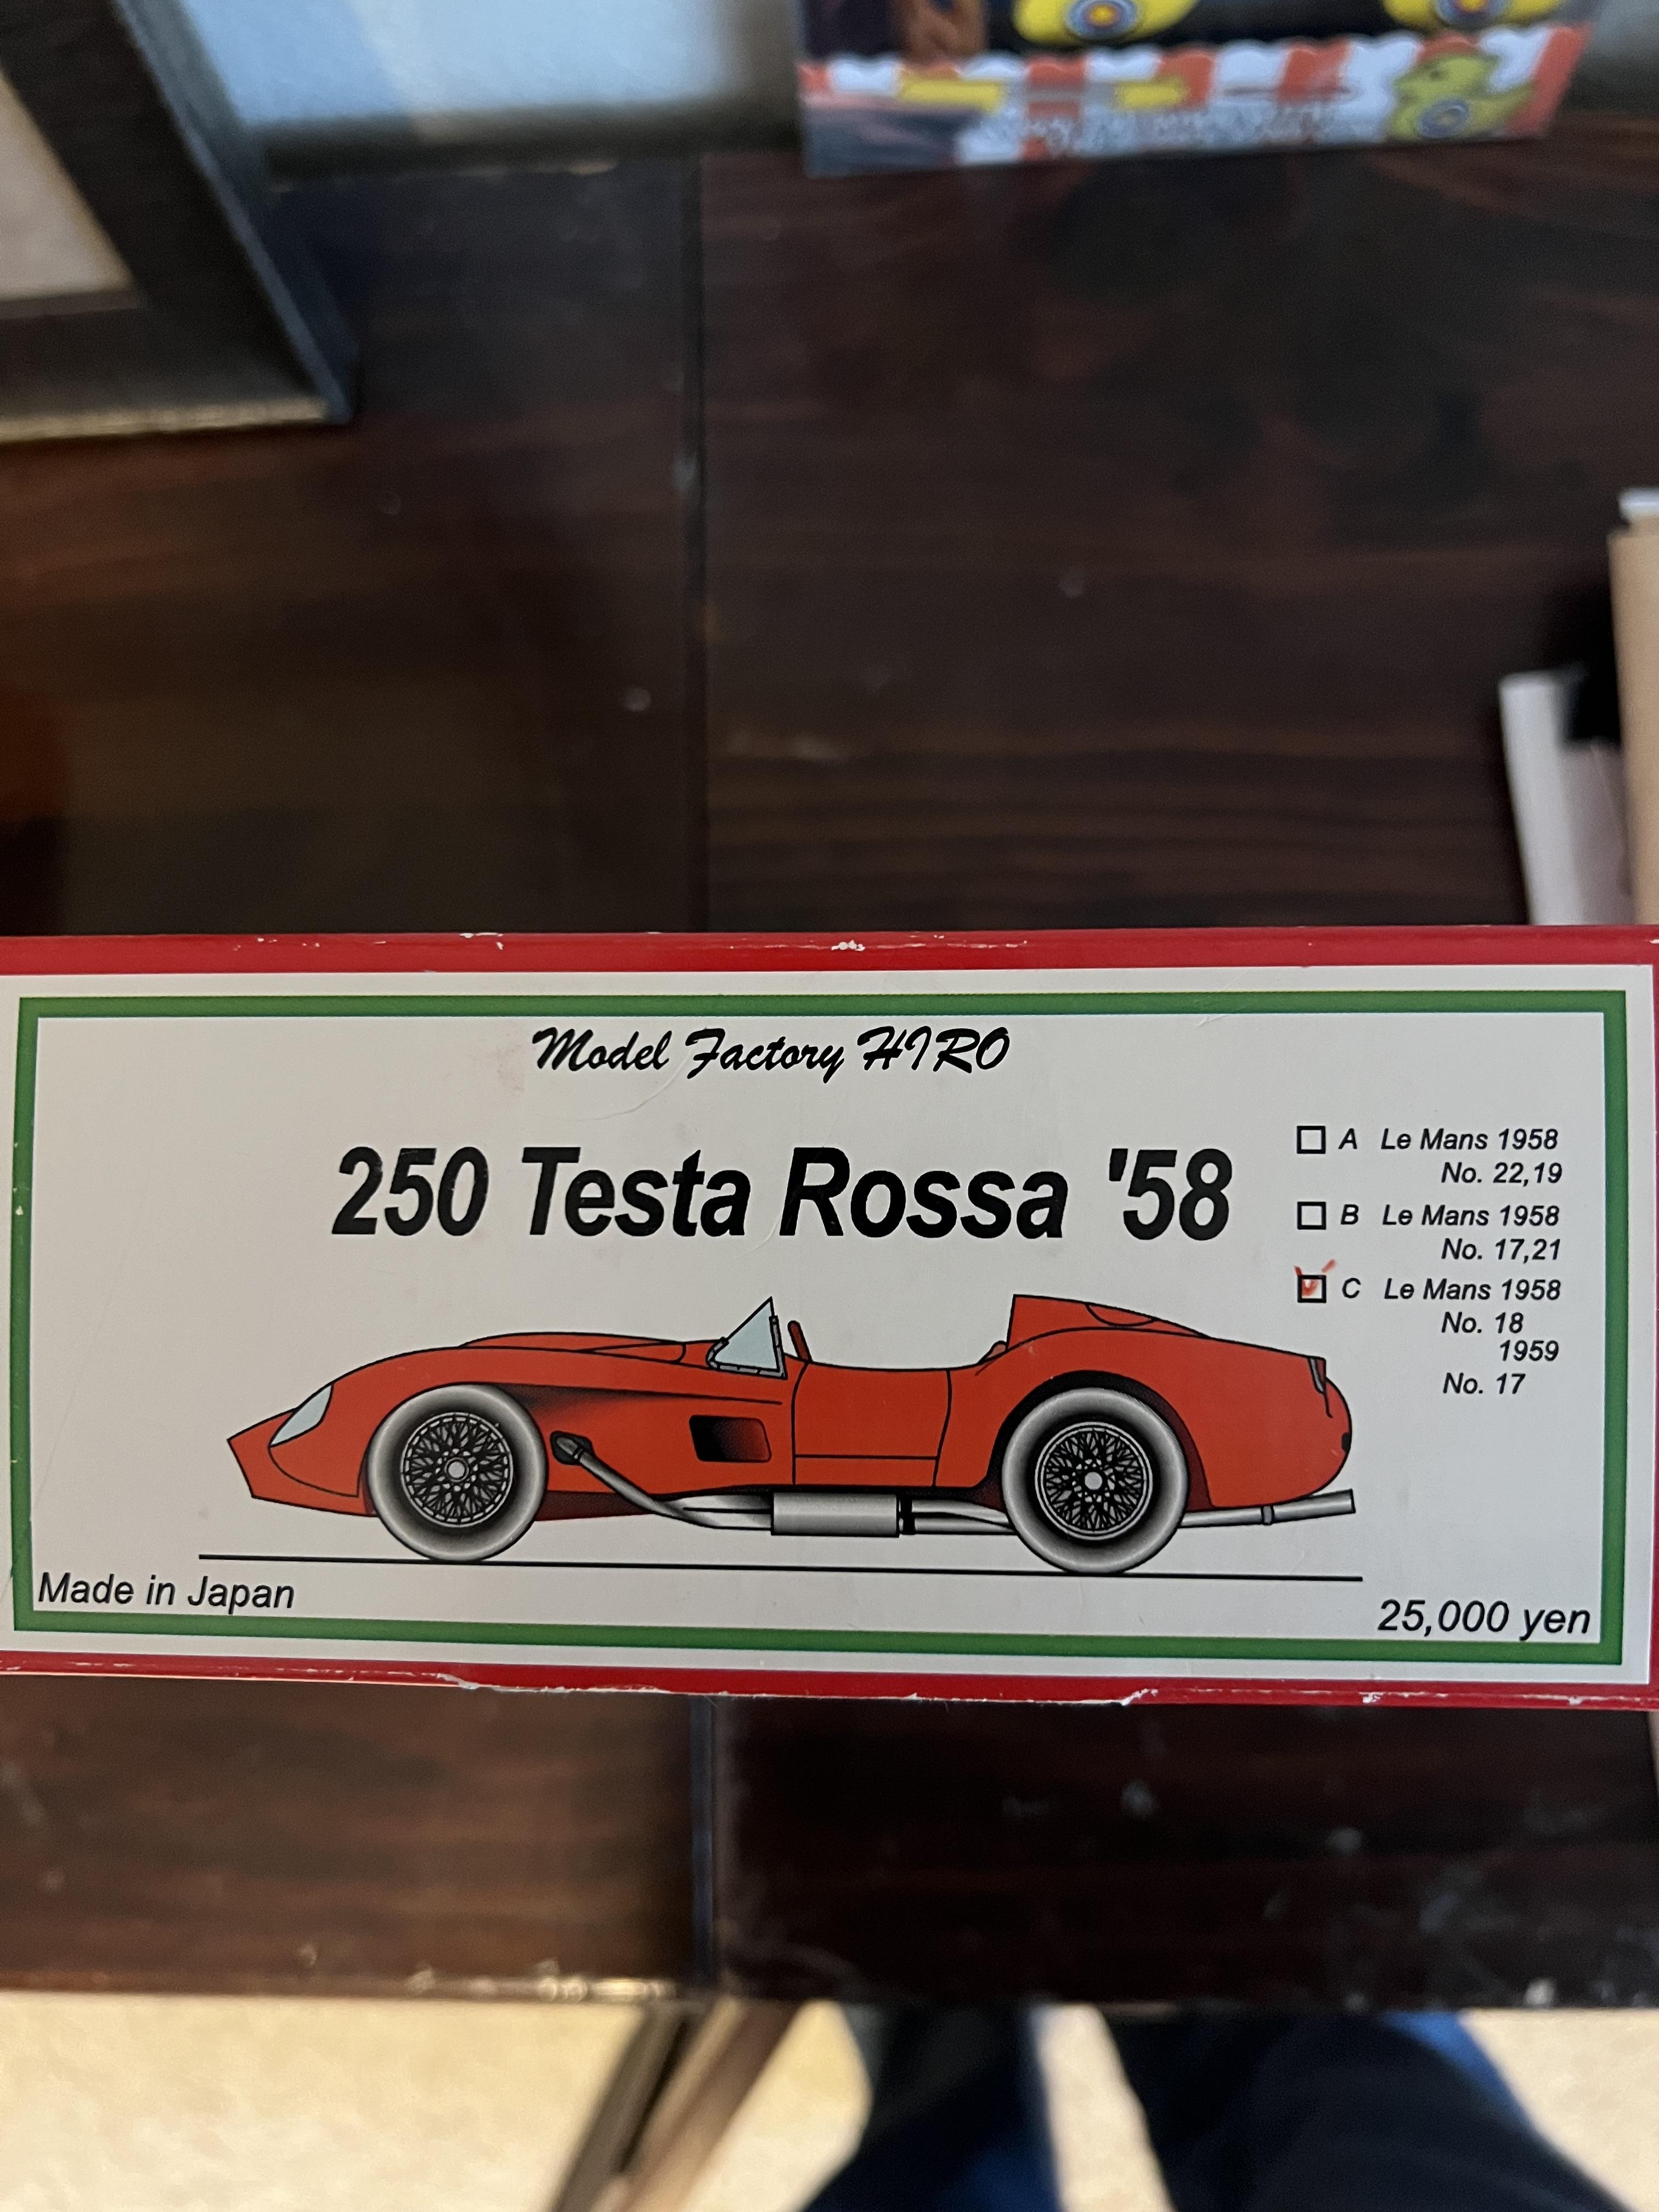 Model Factory HIRO
250 Testa Rossa '58
A Le Mans 1958
No. 22,19
B Le Mans 1958
No. 17,21
C Le Mans 1958
No. 18
1959
No. 17
Made in Japan
25,000 yen